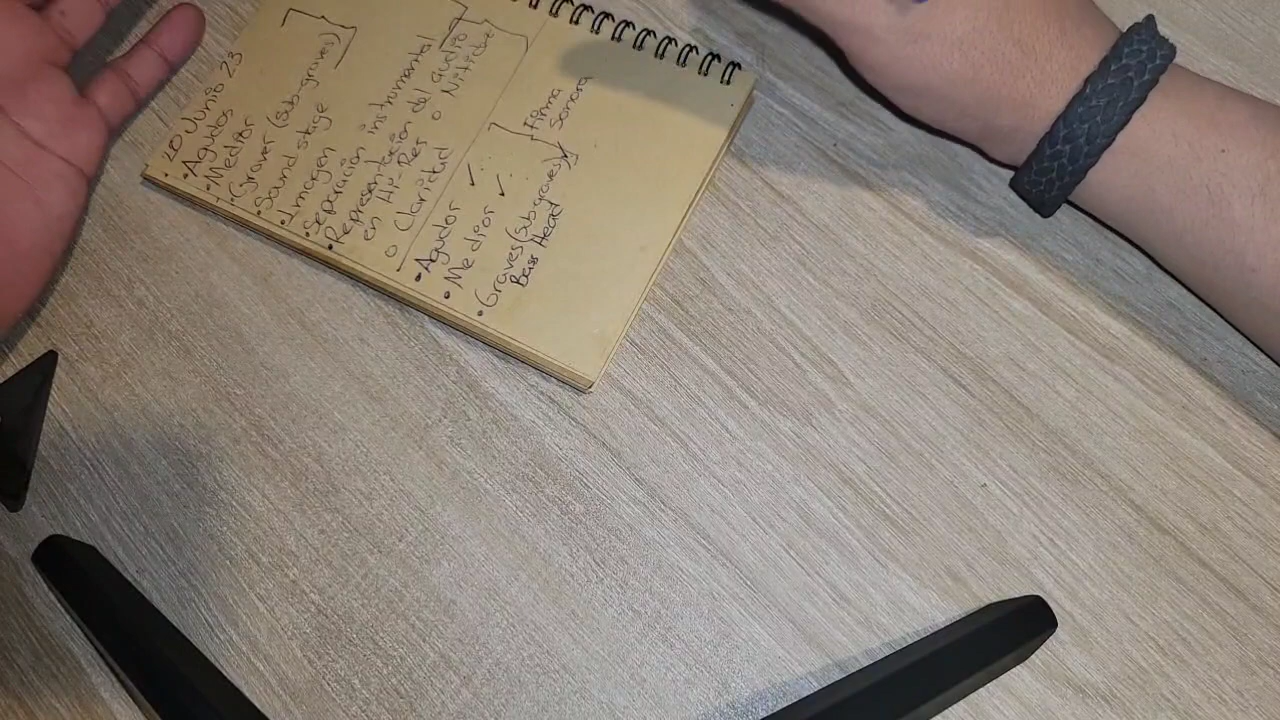 • 20 Junio 23
• Agudos
• Medios
• Graves (Sub-graves)
• Sound stage
• Imagen
• Separación instrumental
• Representación del audio
en Hi-Res o Nitidez
o Claridad
• Agudos ✓
• Medios ✓
• Graves (Sub-graves)
Bass Head
Firma
Sonora